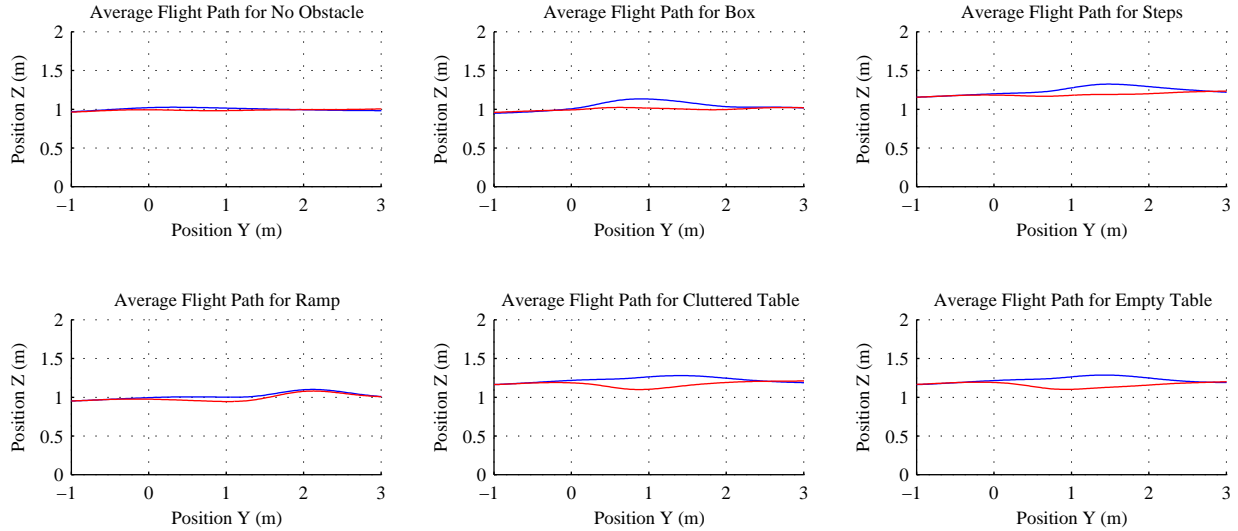 Average Flight Path for No Obstacle
2
1.5
1
0.5
0
−1 0 1 2 3
Position Z (m)
Position Y (m)
Average Flight Path for Box
2
1.5
1
0.5
0
−1 0 1 2 3
Position Z (m)
Position Y (m)
Average Flight Path for Steps
2
1.5
1
0.5
0
−1 0 1 2 3
Position Z (m)
Position Y (m)
Average Flight Path for Ramp
2
1.5
1
0.5
0
−1 0 1 2 3
Position Z (m)
Position Y (m)
Average Flight Path for Cluttered Table
2
1.5
1
0.5
0
−1 0 1 2 3
Position Z (m)
Position Y (m)
Average Flight Path for Empty Table
2
1.5
1
0.5
0
−1 0 1 2 3
Position Z (m)
Position Y (m)